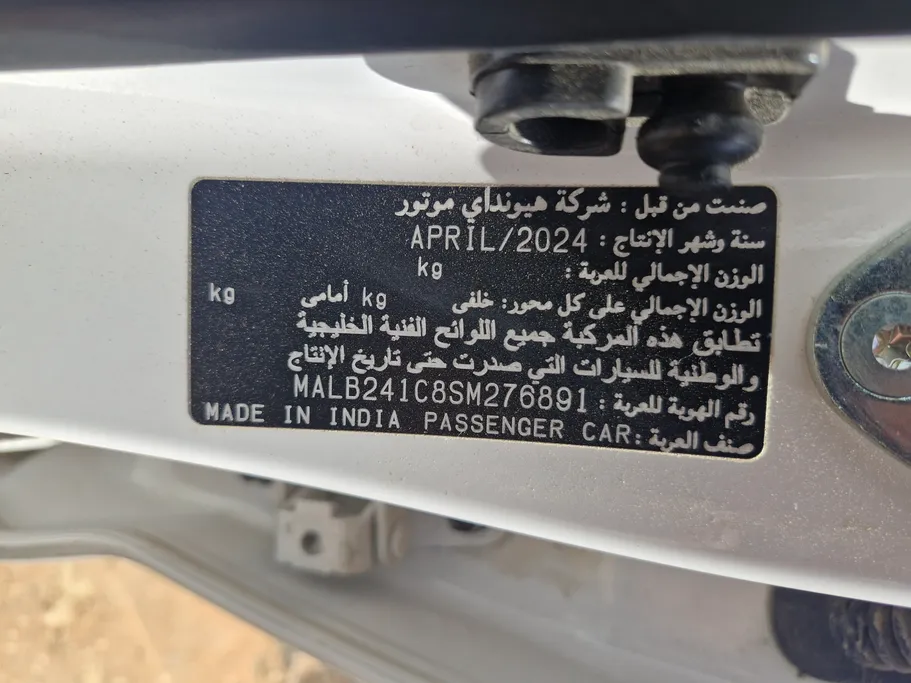 صنعت من قبل : شركة هيونداي موتور
سنة وشهر الإنتاج : APRIL/2024
الوزن الإجمالي للعربة : kg
الوزن الإجمالي على كل محور: خلفى kg أمامى kg
تطابق هذه المركبة جميع اللوائح الفنية الخليجية
والوطنية للسيارات التي صدرت حتى تاريخ الإنتاج
رقم الهوية للعربة : MALB241C8SM276891
صنف العربة : MADE IN INDIA PASSENGER CAR